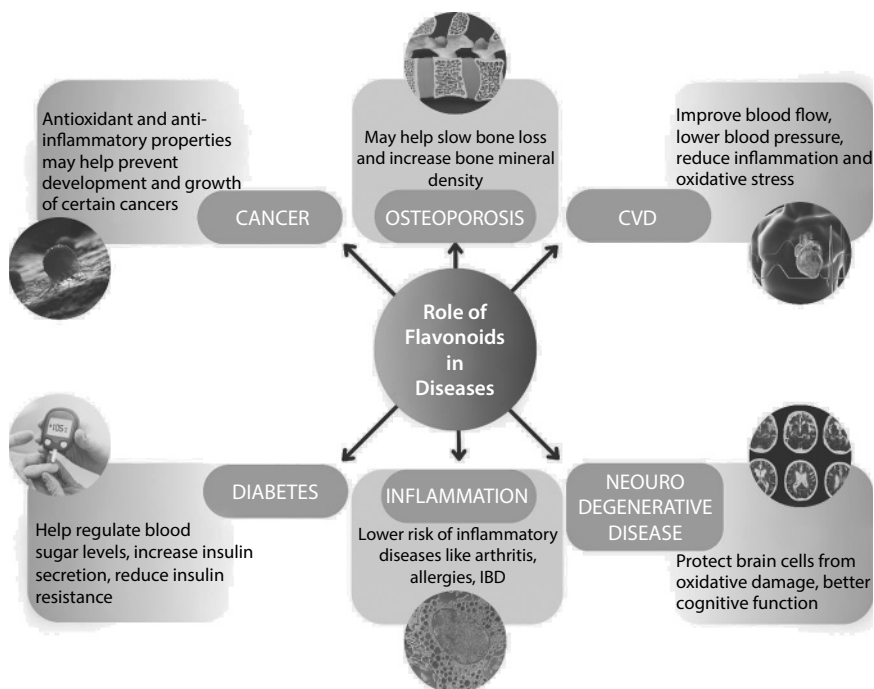 Antioxidant and anti-
inflammatory properties
may help prevent
development and growth
of certain cancers
CANCER
May help slow bone loss
and increase bone mineral
density
OSTEOPOROSIS
Improve blood flow,
lower blood pressure,
reduce inflammation and
oxidative stress
CVD
Role of
Flavonoids
in
Diseases
DIABETES
Help regulate blood
sugar levels, increase insulin
secretion, reduce insulin
resistance
INFLAMMATION
Lower risk of inflammatory
diseases like arthritis,
allergies, IBD
NEOURO
DEGENERATIVE
DISEASE
Protect brain cells from
oxidative damage, better
cognitive function